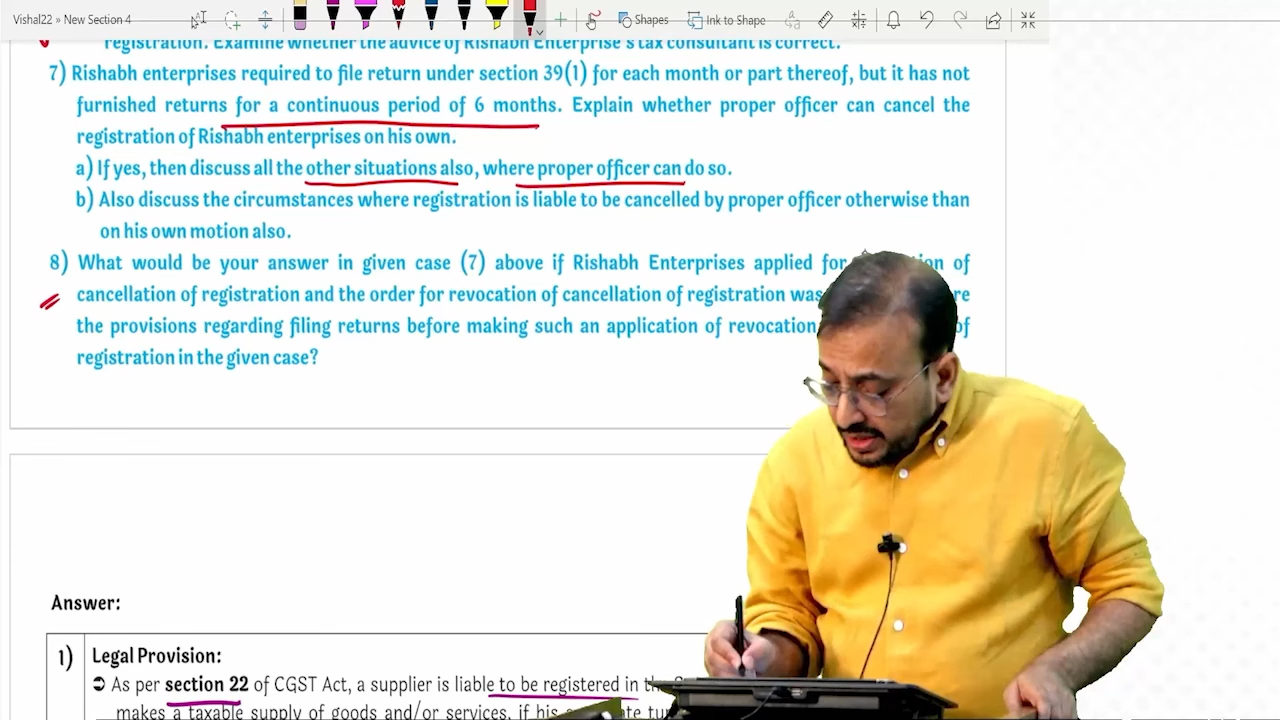 Vishal22 » New Section 4
Shapes
Ink to Shape
registration. Examine whether the advice of Rishabh Enterprise's tax consultant is correct.
7) Rishabh enterprises required to file return under section 39(1) for each month or part thereof, but it has not
furnished returns for a continuous period of 6 months. Explain whether proper officer can cancel the
registration of Rishabh enterprises on his own.
a) If yes, then discuss all the other situations also, where proper officer can do so.
b) Also discuss the circumstances where registration is liable to be cancelled by proper officer otherwise than
on his own motion also.
8) What would be your answer in given case (7) above if Rishabh Enterprises applied for of
cancellation of registration and the order for revocation of cancellation of registration was
the provisions regarding filing returns before making such an application of revocation of
registration in the given case?
Answer:
1) Legal Provision:
➲ As per section 22 of CGST Act, a supplier is liable to be registered in
makes a taxable supply of goods and/or services, if his